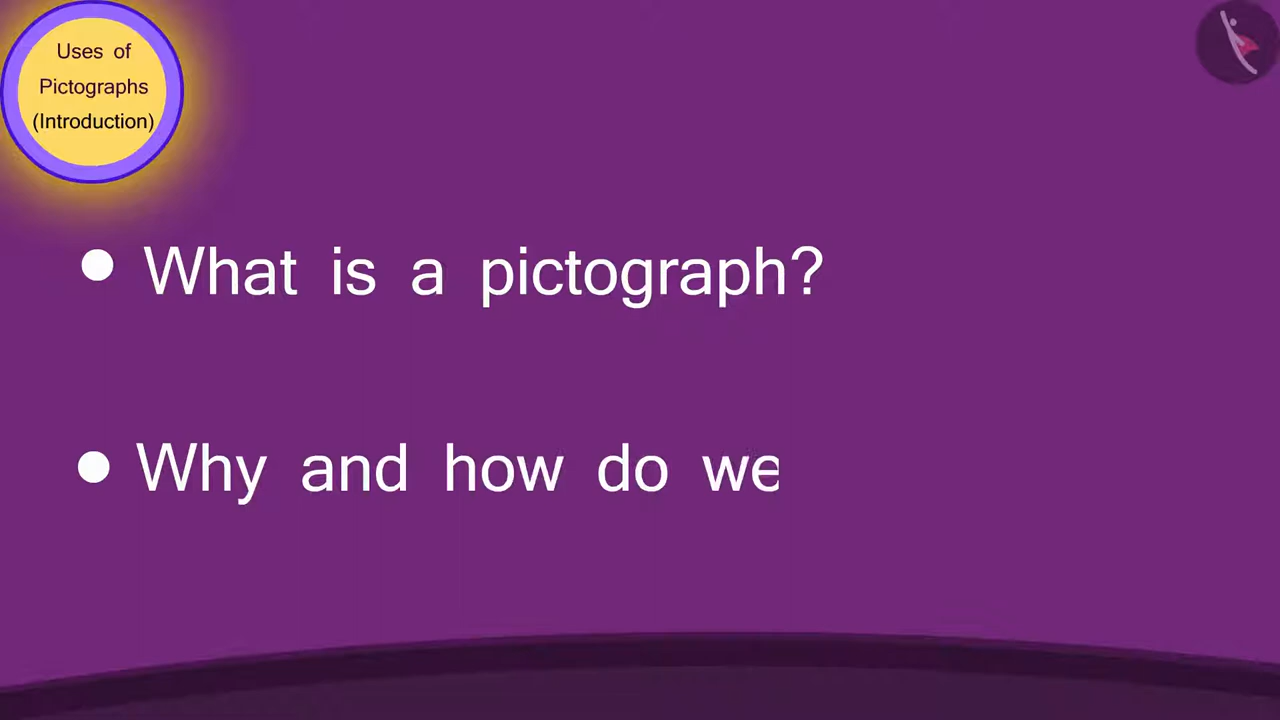 Uses of
Pictographs
(Introduction)
● What is a pictograph?
● Why and how do we